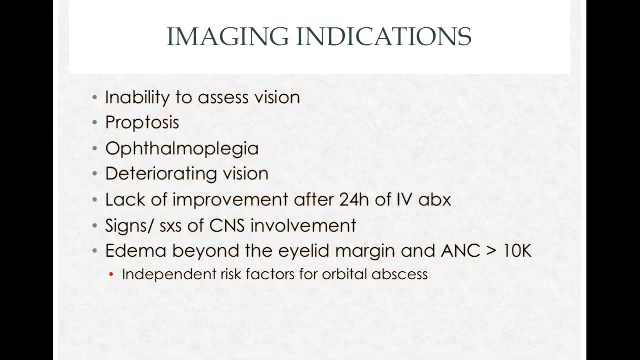 IMAGING INDICATIONS
• Inability to assess vision
• Proptosis
• Ophthalmoplegia
• Deteriorating vision
• Lack of improvement after 24h of IV abx
• Signs/ sxs of CNS involvement
• Edema beyond the eyelid margin and ANC > 10K
• Independent risk factors for orbital abscess